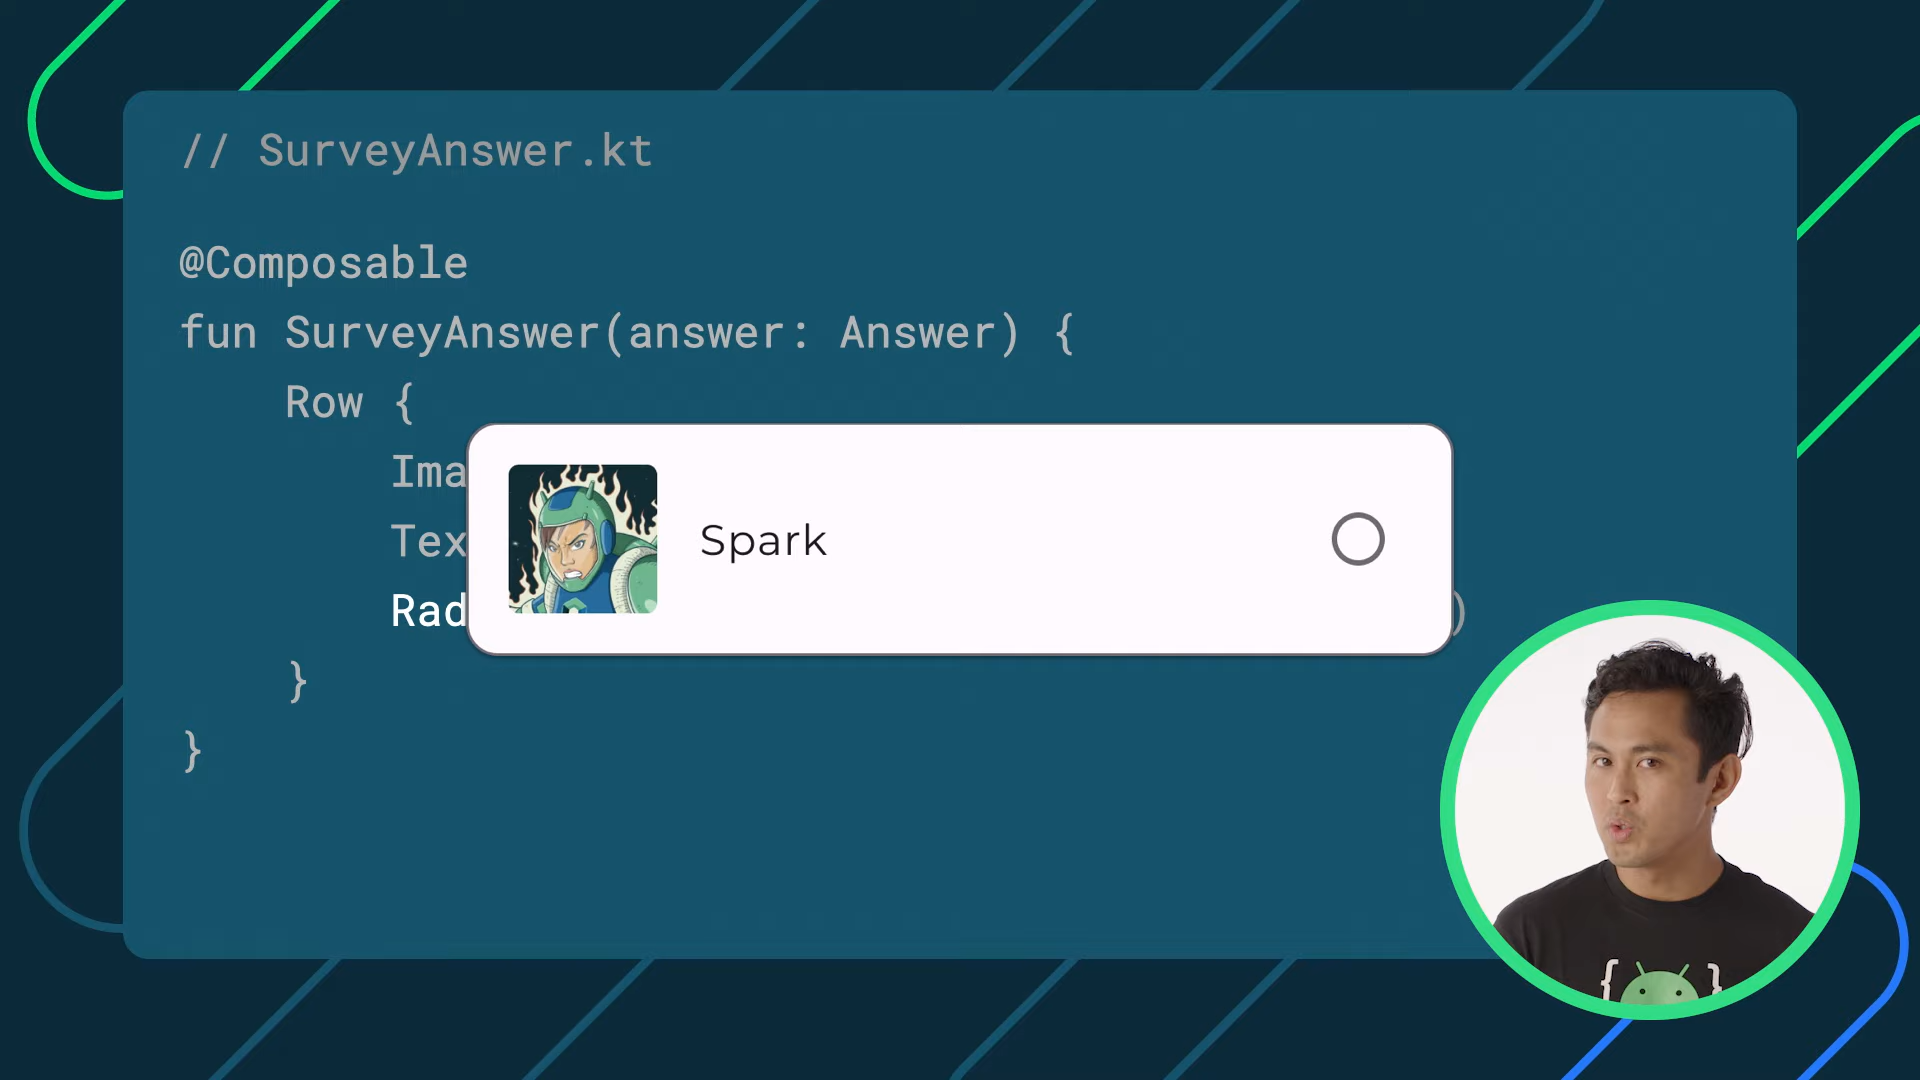 // SurveyAnswer.kt
@Composable
fun SurveyAnswer(answer: Answer) {
Row {
Ima
Tex
Spark
Rad )
}
}
{ }